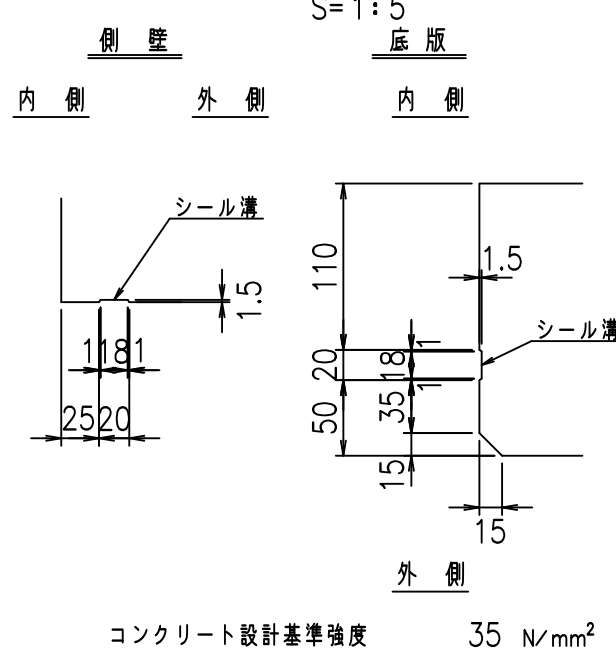 S=1:5
側 壁
底 版
内 側
外 側
内 側
シール溝
1.5
1
18
1
25
20
110
20
50
1
18
1
35
15
1.5
シール溝
15
外 側
コンクリート設計基準強度 35 N/mm²